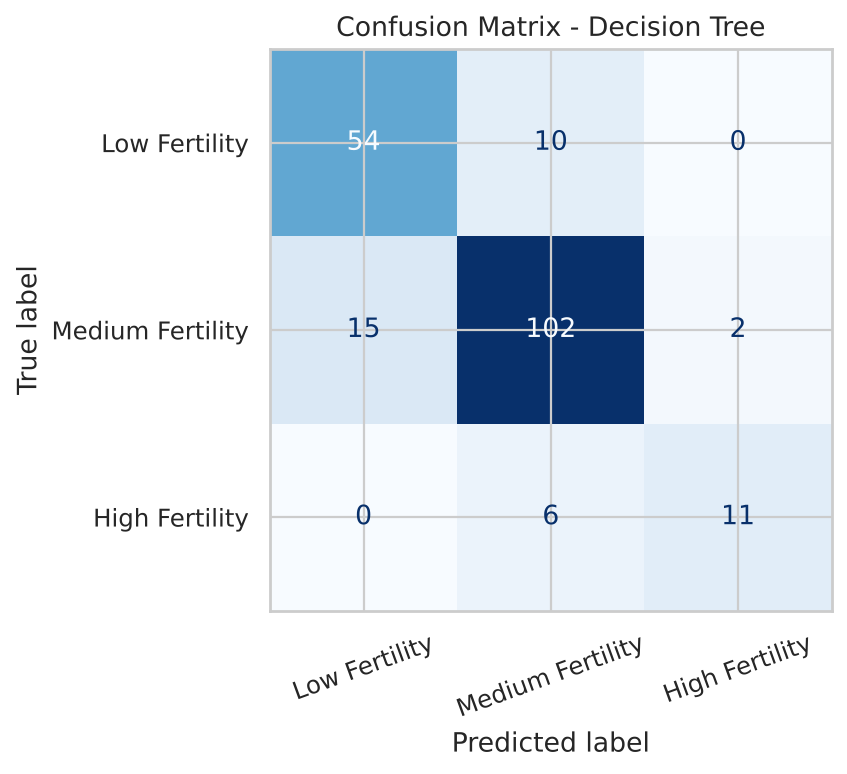 Confusion Matrix - Decision Tree
True label
Low Fertility 54 10 0
Medium Fertility 15 102 2
High Fertility 0 6 11
Low Fertility Medium Fertility High Fertility
Predicted label